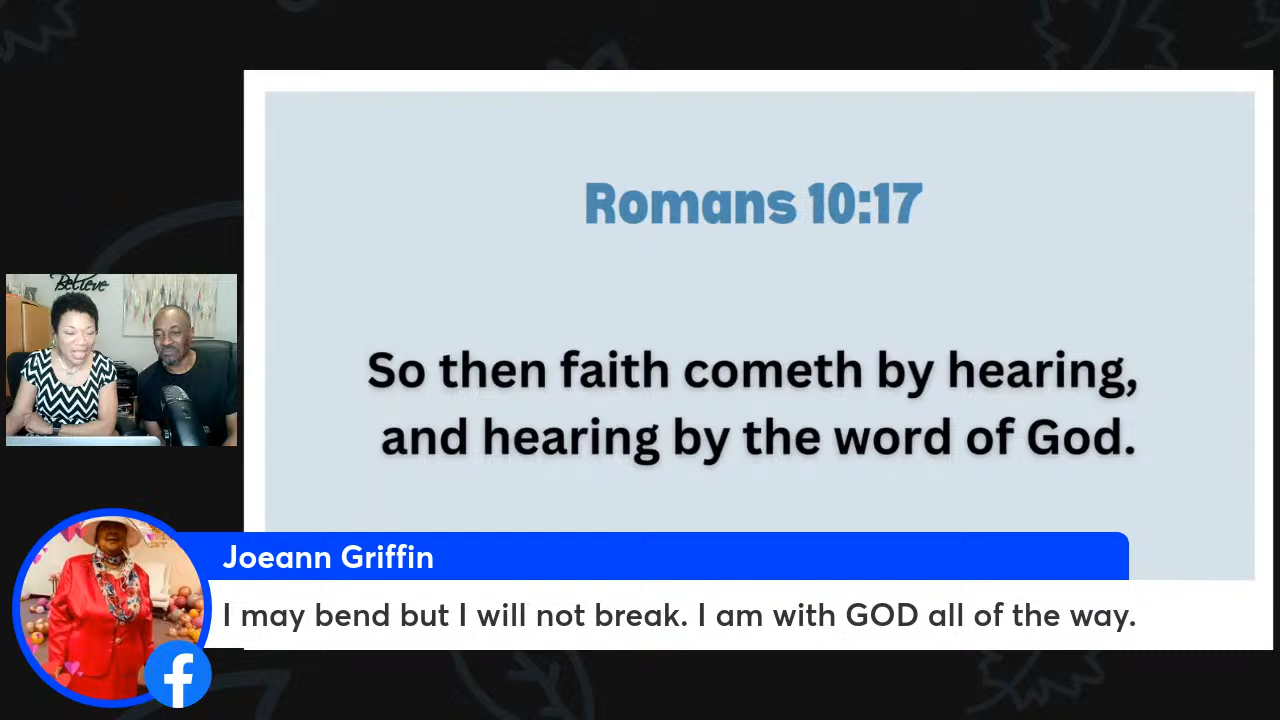 Romans 10:17
Believe
So then faith cometh by hearing,
and hearing by the word of God.
Joeann Griffin
I may bend but I will not break. I am with GOD all of the way.